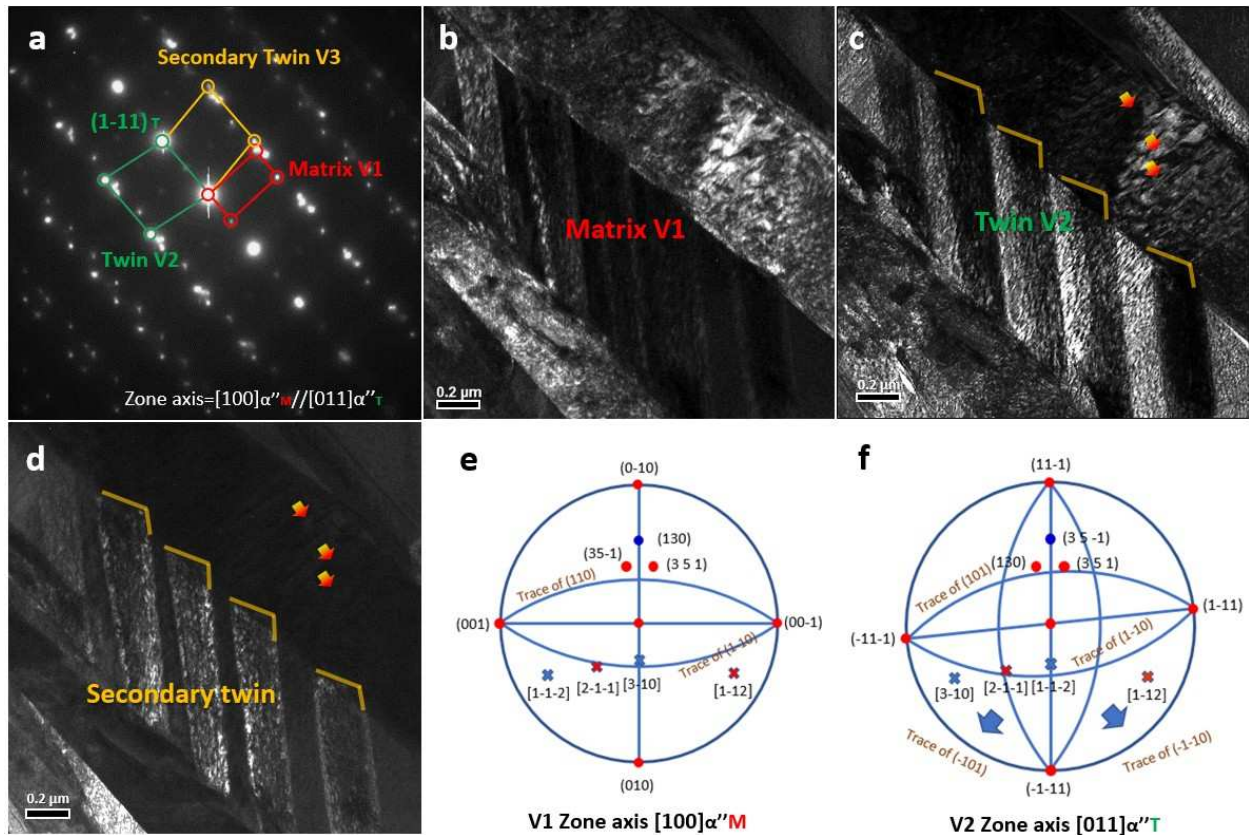 a
Secondary Twin V3
(1-11) T
Matrix V1
Twin V2
Zone axis=[100]α”M//[011]α”T
b
Matrix V1
0.2 µm
c
Twin V2
0.2 µm
d
Secondary twin
0.2 µm
e
(0-10)
(130)
(35-1)
(3 5 1)
Trace of (110)
(001)
(00-1)
Trace of (1-10)
[1-1-2]
[2-1-1]
[3-10]
[1-12]
(010)
V1 Zone axis [100]α”M
f
(11-1)
(3 5 -1)
(130)
(3 5 1)
Trace of (101)
(1-11)
(-11-1)
Trace of (1-10)
[3-10]
[2-1-1]
[1-1-2]
[1-12]
Trace of (-101)
Trace of (-1-10)
(-1-11)
V2 Zone axis [011]α”T